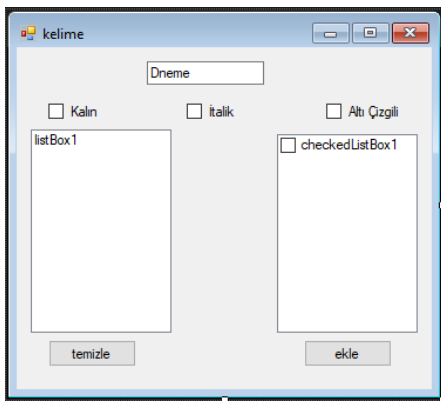 kelime
Dneme
Kalın İtalik Altı Çizgili
listBox1 checkedListBox1
temizle ekle